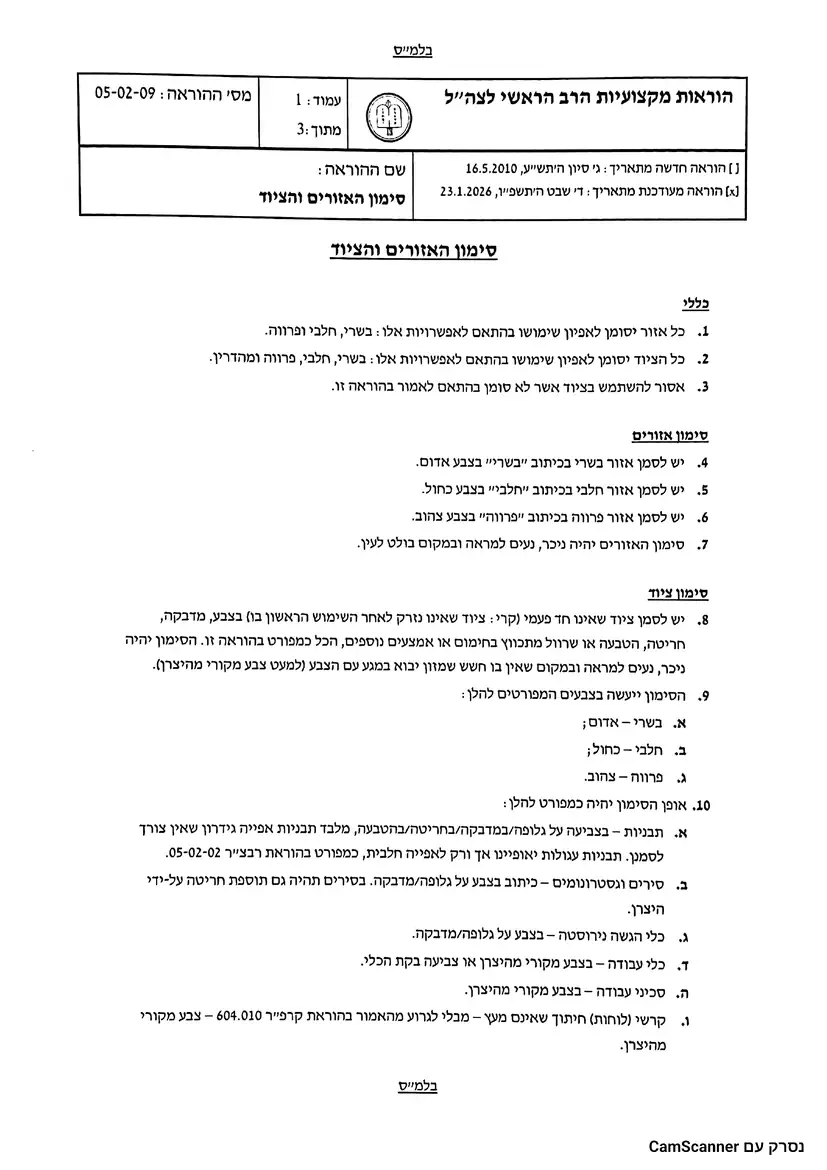 בלמ״ס
הוראות מקצועיות הרב הראשי לצה״ל
עמוד: 1
מתוך: 3
מס׳ ההוראה: 05-02-09
[ ] הוראה חדשה מתאריך: ג׳ סיון ה׳תש״ע, 16.5.2010
[x] הוראה מעודכנת מתאריך: ד׳ שבט ה׳תשפ״ו, 23.1.2026
שם ההוראה:
סימון האזורים והציוד
סימון האזורים והציוד
כללי
1. כל אזור יסומן לאפיון שימושו בהתאם לאפשרויות אלו: בשרי, חלבי ופרווה.
2. כל הציוד יסומן לאפיון שימושו בהתאם לאפשרויות אלו: בשרי, חלבי, פרווה ומהדרין.
3. אסור להשתמש בציוד אשר לא סומן בהתאם לאמור בהוראה זו.
סימון אזורים
4. יש לסמן אזור בשרי בכיתוב ״בשרי״ בצבע אדום.
5. יש לסמן אזור חלבי בכיתוב ״חלבי״ בצבע כחול.
6. יש לסמן אזור פרווה בכיתוב ״פרווה״ בצבע צהוב.
7. סימון האזורים יהיה ניכר, נעים למראה ובמקום בולט לעין.
סימון ציוד
8. יש לסמן ציוד שאינו חד פעמי (קרי: ציוד שאינו נזרק לאחר השימוש הראשון בו) בצבע, מדבקה,
חריטה, הטבעה או שרוול מתכווץ בחימום או אמצעים נוספים, הכל כמפורט בהוראה זו. הסימון יהיה
ניכר, נעים למראה ובמקום שאין בו חשש שמזון יבוא במגע עם הצבע (למעט צבע מקורי מהיצרן).
9. הסימון ייעשה בצבעים המפורטים להלן:
א. בשרי – אדום;
ב. חלבי – כחול;
ג. פרווה – צהוב.
10. אופן הסימון יהיה כמפורט להלן:
א. תבניות – בצביעה על גלופה/במדבקה/בחריטה/בהטבעה, מלבד תבניות אפייה גידרון שאין צורך
לסמנן. תבניות עגולות יאופיינו אך ורק לאפייה חלבית, כמפורט בהוראת רבצ״ר 05-02-02.
ב. סירים וגסטרונומים – כיתוב בצבע על גלופה/מדבקה. בסירים תהיה גם תוספת חריטה על-ידי
היצרן.
ג. כלי הגשה נירוסטה – בצבע על גלופה/מדבקה.
ד. כלי עבודה – בצבע מקורי מהיצרן או צביעה בקת הכלי.
ה. סכיני עבודה – בצבע מקורי מהיצרן.
ו. קרשי (לוחות) חיתוך שאינם מעץ – מבלי לגרוע מהאמור בהוראת קרפ״ר 604.010 – צבע מקורי
מהיצרן.
בלמ״ס
נסרק עם CamScanner